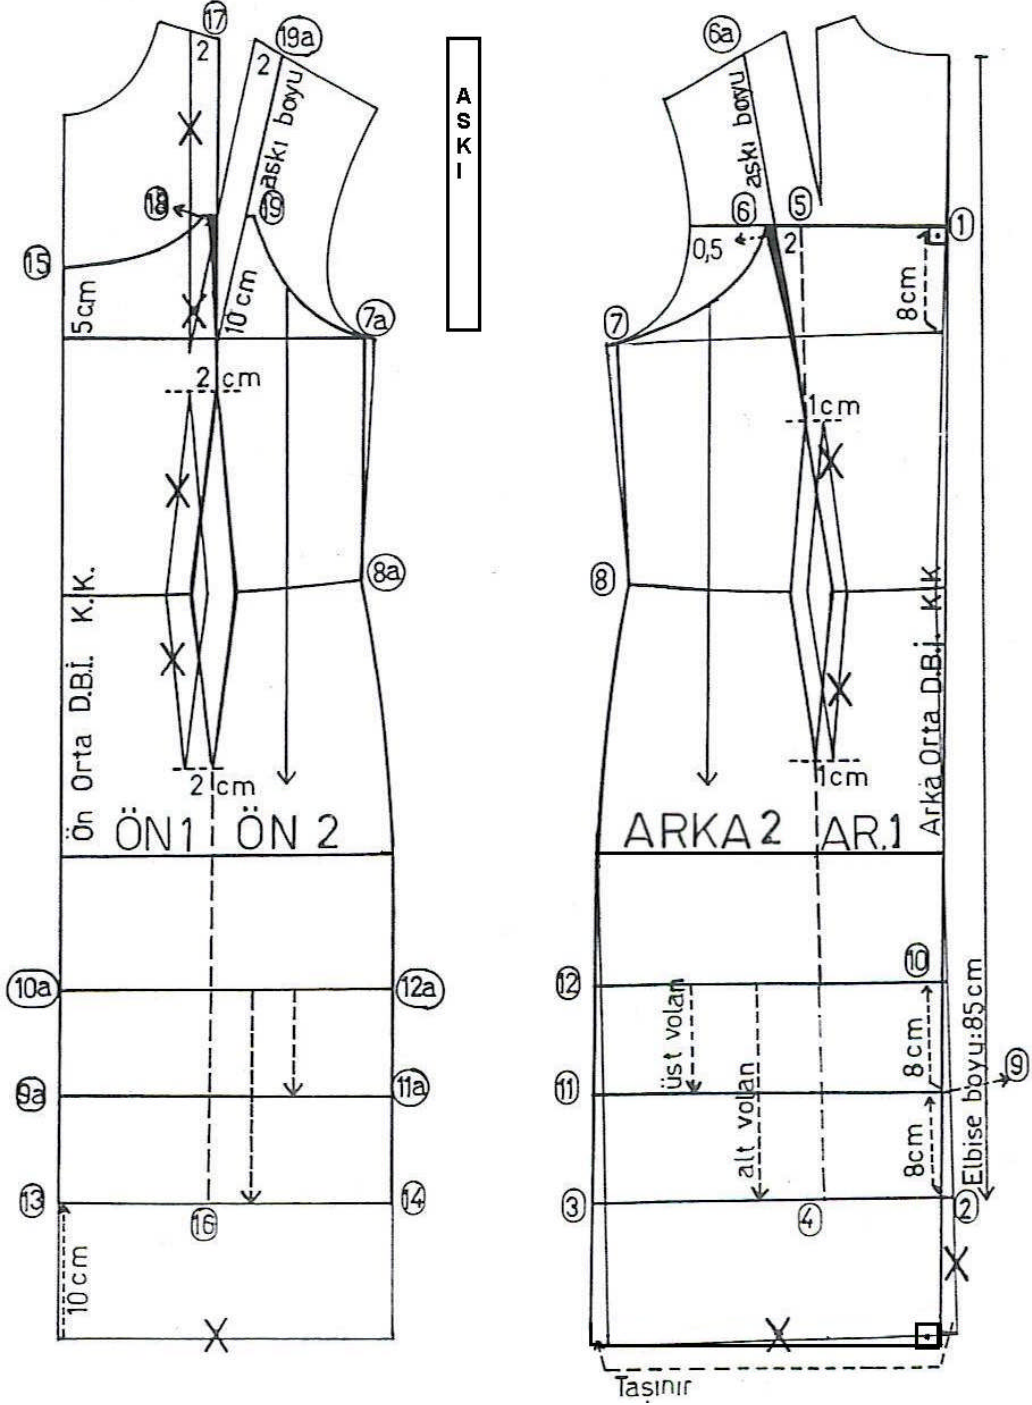 17
2
19a
2
askı boyu
18
19
15
5cm
10 cm
7a
2 cm
8a
Ön Orta D.B.İ. K.K.
2 cm
ÖN1
ÖN 2
10a
12a
9a
11a
13
14
16
10 cm
ASKI
6a
askı boyu
6
5
1
0,5
2
8cm
7
1cm
8
Arka Orta D.B.İ. K.K
1cm
ARKA 2
AR.1
12
10
üst volan
8cm
9
11
alt volan
8cm
Elbise boyu:85cm
3
4
2
Taşınır